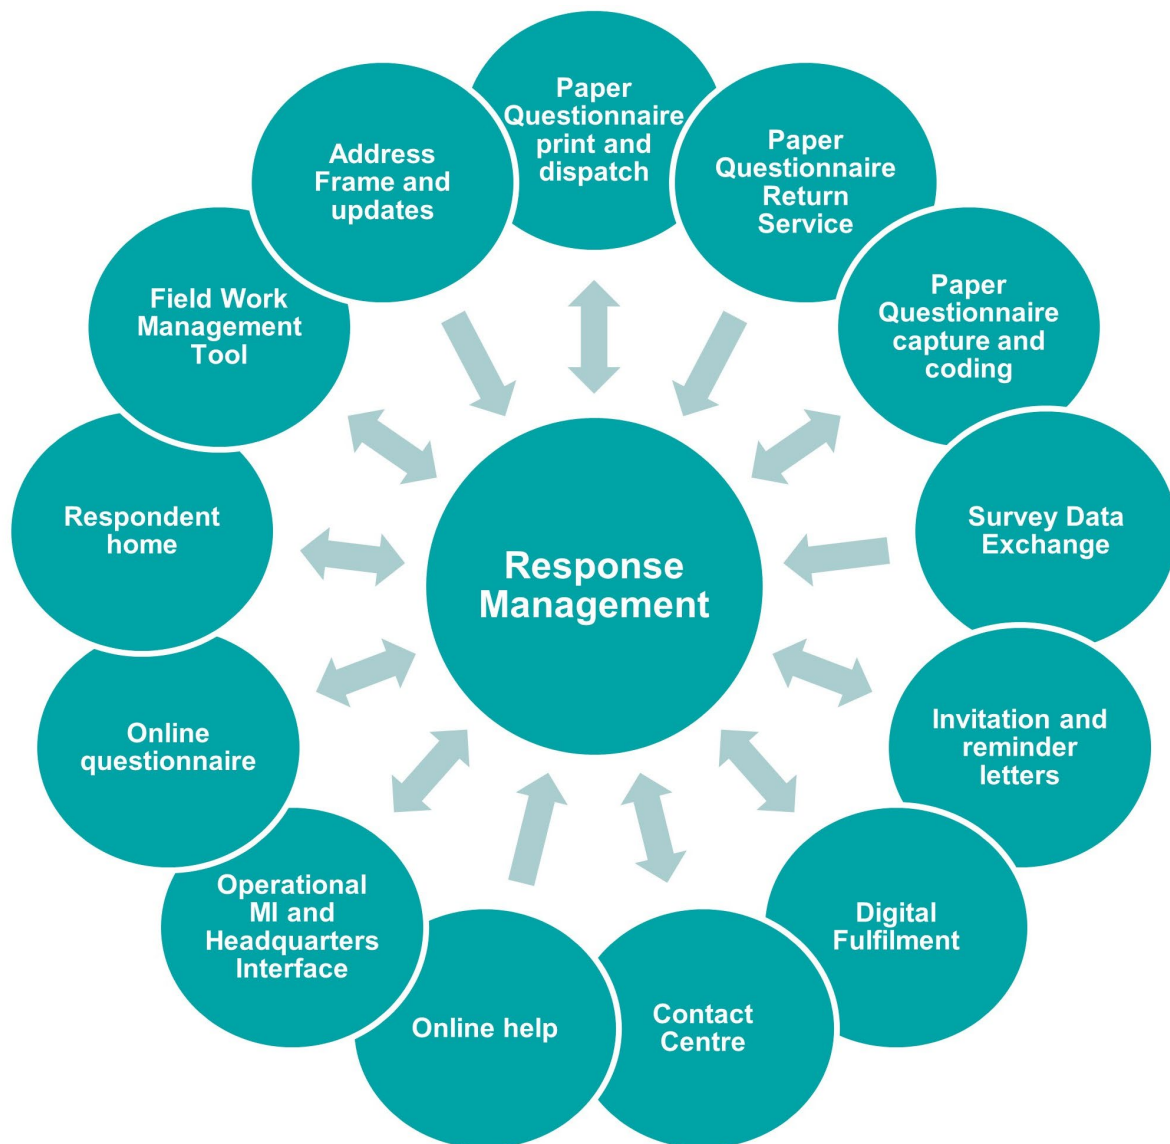 Paper
Questionnaire
print and
dispatch
Paper
Questionnaire
Return
Service
Paper
Questionnaire
capture and
coding
Survey Data
Exchange
Invitation and
reminder
letters
Digital
Fulfilment
Contact
Centre
Online help
Operational
MI and
Headquarters
Interface
Online
questionnaire
Respondent
home
Field Work
Management
Tool
Address
Frame and
updates
Response
Management